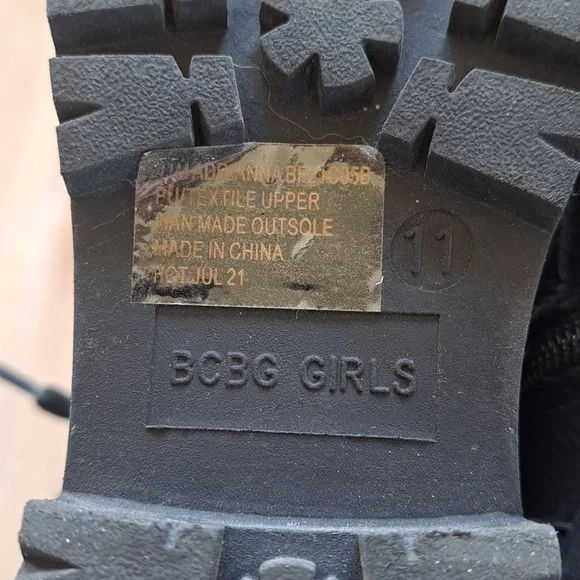 PU/TEXTILE UPPER
MAN MADE OUTSOLE
MADE IN CHINA
HOT JUL 21
11
BCBG GIRLS